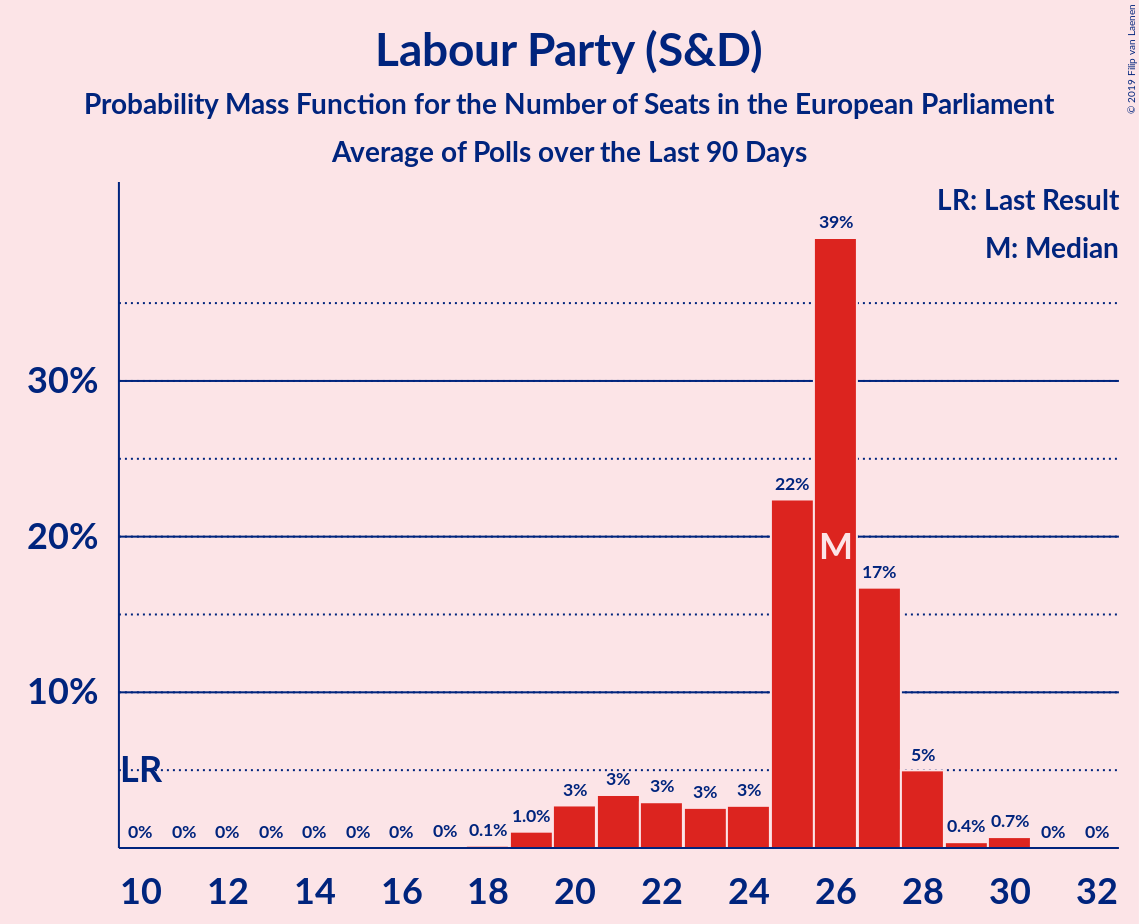 Labour Party (S&D)
Probability Mass Function for the Number of Seats in the European Parliament
Average of Polls over the Last 90 Days
© 2019 Filip van Laenen
LR: Last Result
M: Median
30%
20%
10%
LR
M
0% 0% 0% 0% 0% 0% 0% 0% 0.1% 1.0% 3% 3% 3% 3% 3% 22% 39% 17% 5% 0.4% 0.7% 0% 0%
10 12 14 16 18 20 22 24 26 28 30 32